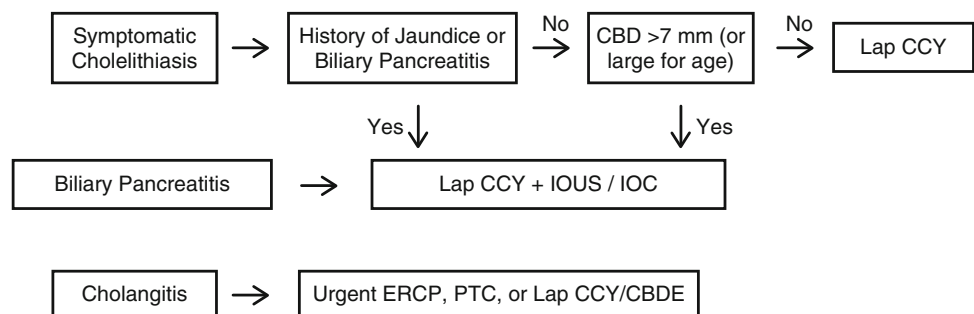 Symptomatic
Cholelithiasis
History of Jaundice or
Biliary Pancreatitis
No
CBD >7 mm (or
large for age)
No
Lap CCY
Yes
Yes
Biliary Pancreatitis
Lap CCY + IOUS / IOC
Cholangitis
Urgent ERCP, PTC, or Lap CCY/CBDE